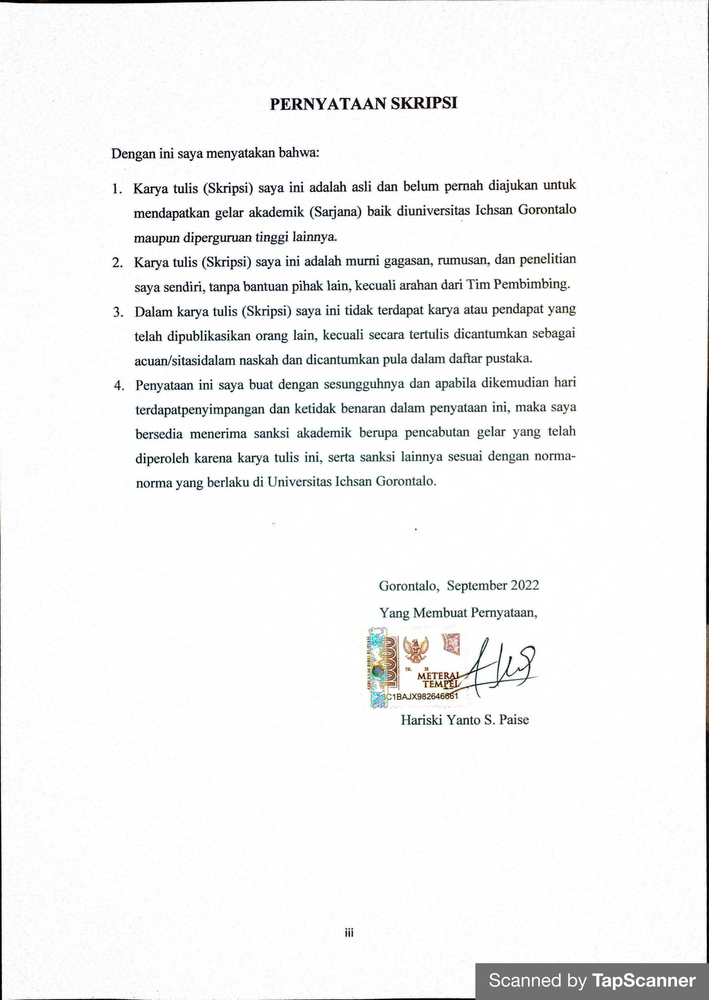 PERNYATAAN SKRIPSI
Dengan ini saya menyatakan bahwa:
1. Karya tulis (Skripsi) saya ini adalah asli dan belum pernah diajukan untuk
mendapatkan gelar akademik (Sarjana) baik diuniversitas Ichsan Gorontalo
maupun diperguruan tinggi lainnya.
2. Karya tulis (Skripsi) saya ini adalah murni gagasan, rumusan, dan penelitian
saya sendiri, tanpa bantuan pihak lain, kecuali arahan dari Tim Pembimbing.
3. Dalam karya tulis (Skripsi) saya ini tidak terdapat karya atau pendapat yang
telah dipublikasikan orang lain, kecuali secara tertulis dicantumkan sebagai
acuan/sitasidalam naskah dan dicantumkan pula dalam daftar pustaka.
4. Penyataan ini saya buat dengan sesungguhnya dan apabila dikemudian hari
terdapatpenyimpangan dan ketidak benaran dalam penyataan ini, maka saya
bersedia menerima sanksi akademik berupa pencabutan gelar yang telah
diperoleh karena karya tulis ini, serta sanksi lainnya sesuai dengan norma-
norma yang berlaku di Universitas Ichsan Gorontalo.
Gorontalo, September 2022
Yang Membuat Pernyataan,
SEPULUH RIBU RUPIAH
10000
TGL. 20
METERAI
TEMPEL
C1BAJX982646661
Hariski Yanto S. Paise
iii
Scanned by TapScanner